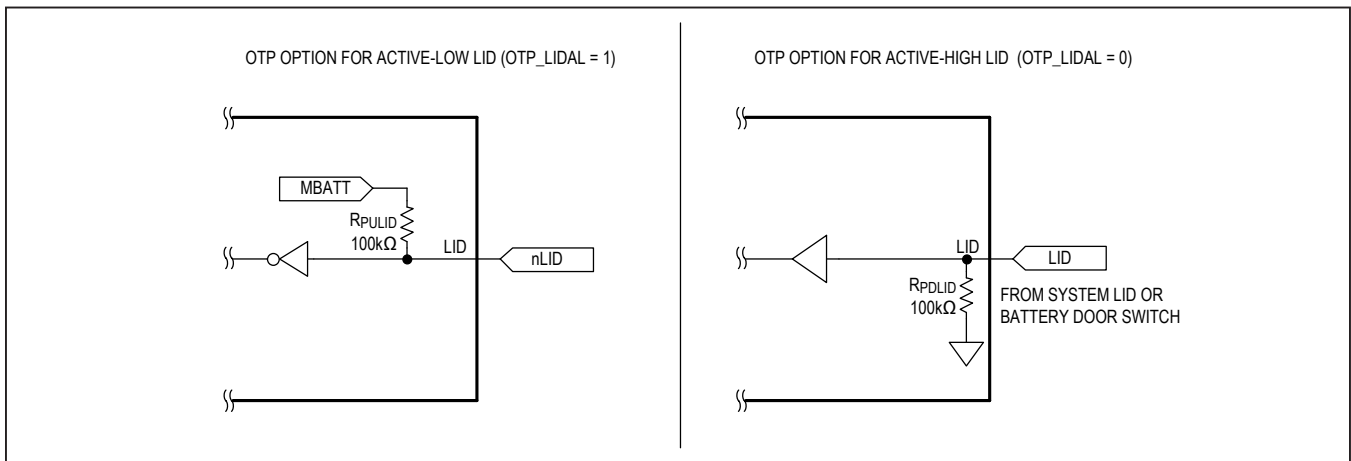 OTP OPTION FOR ACTIVE-LOW LID (OTP_LIDAL = 1)
MBATT
RPULID
100kΩ
LID
nLID
OTP OPTION FOR ACTIVE-HIGH LID (OTP_LIDAL = 0)
LID
LID
RPDLID
100kΩ
FROM SYSTEM LID OR
BATTERY DOOR SWITCH